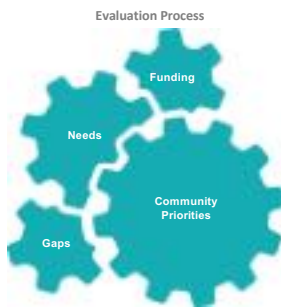 Evaluation Process
Funding
Needs
Community
Priorities
Gaps